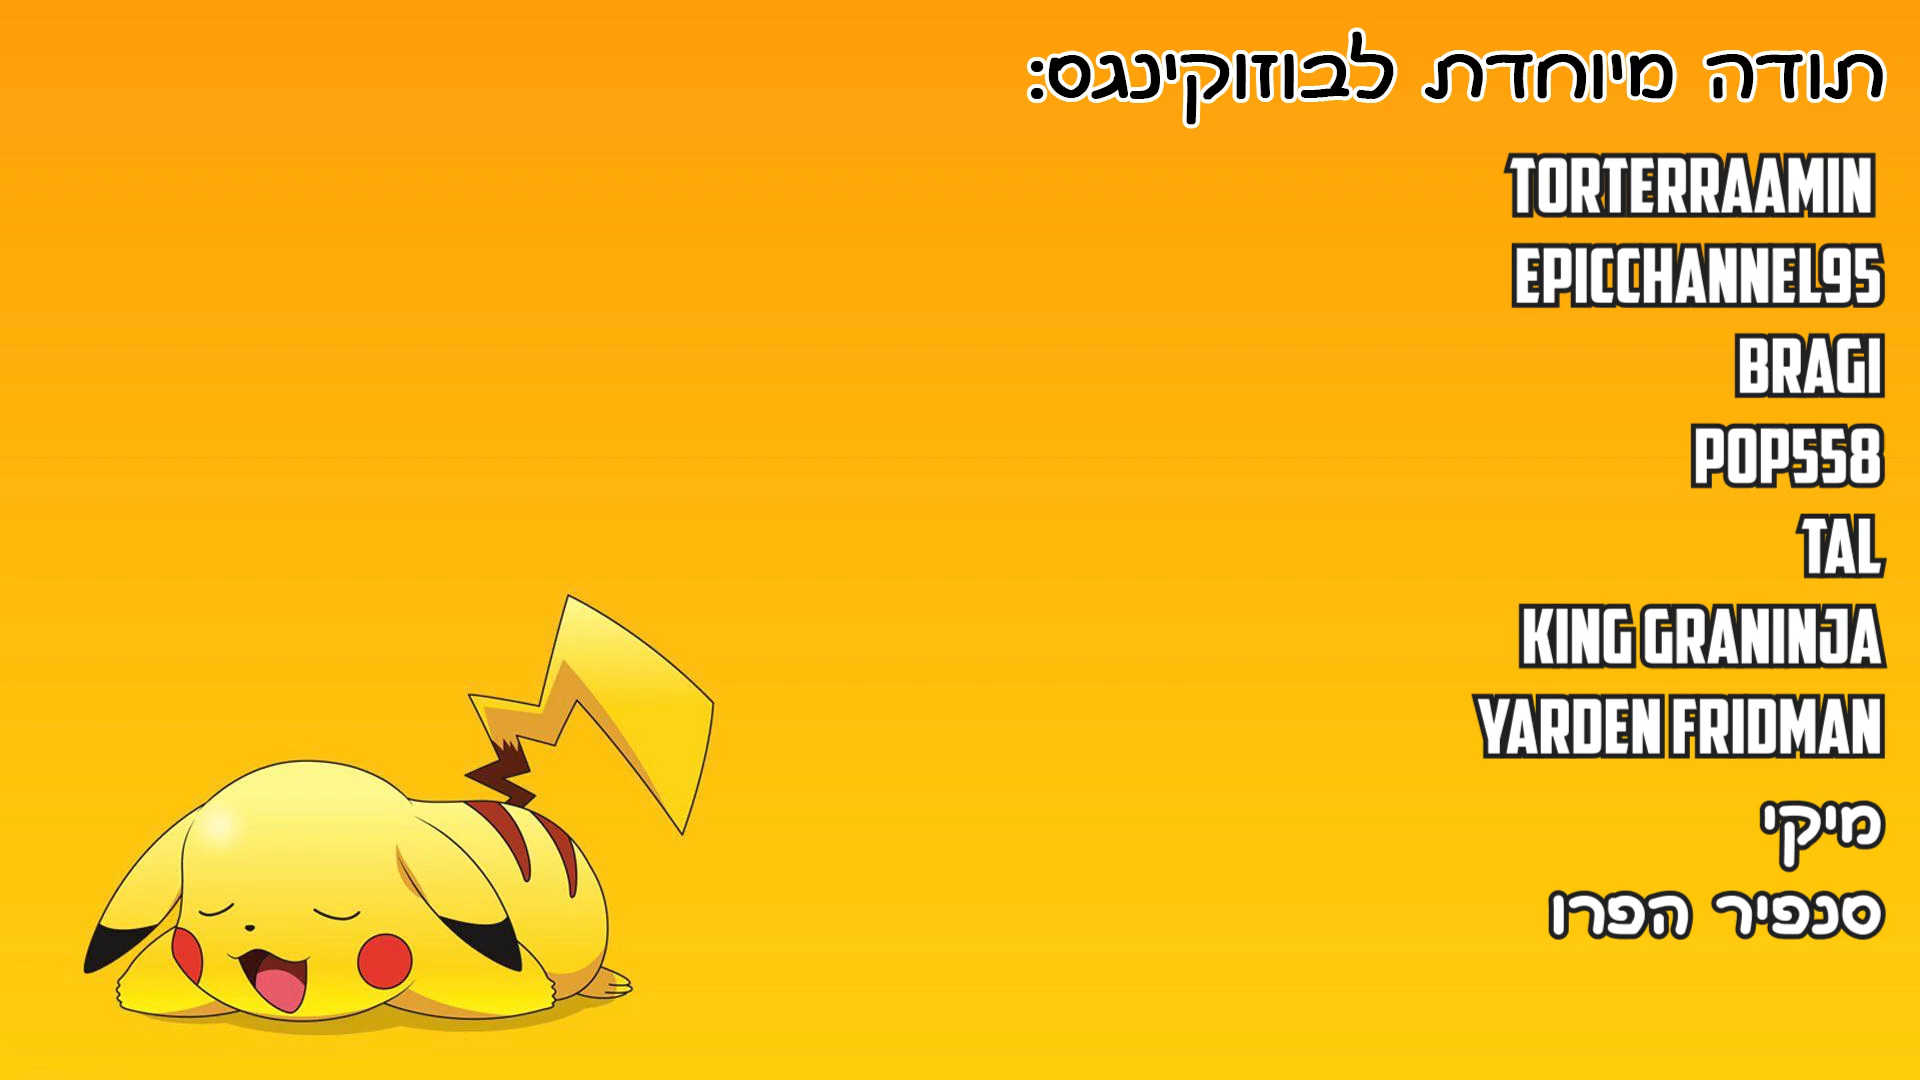 תודה מיוחדת לבוזוקינגס:
TORTERRAAMIN
EPICCHANNEL95
BRAGI
POP558
TAL
KING GRANINJA
YARDEN FRIDMAN
מיקי
סנפיר הפרו